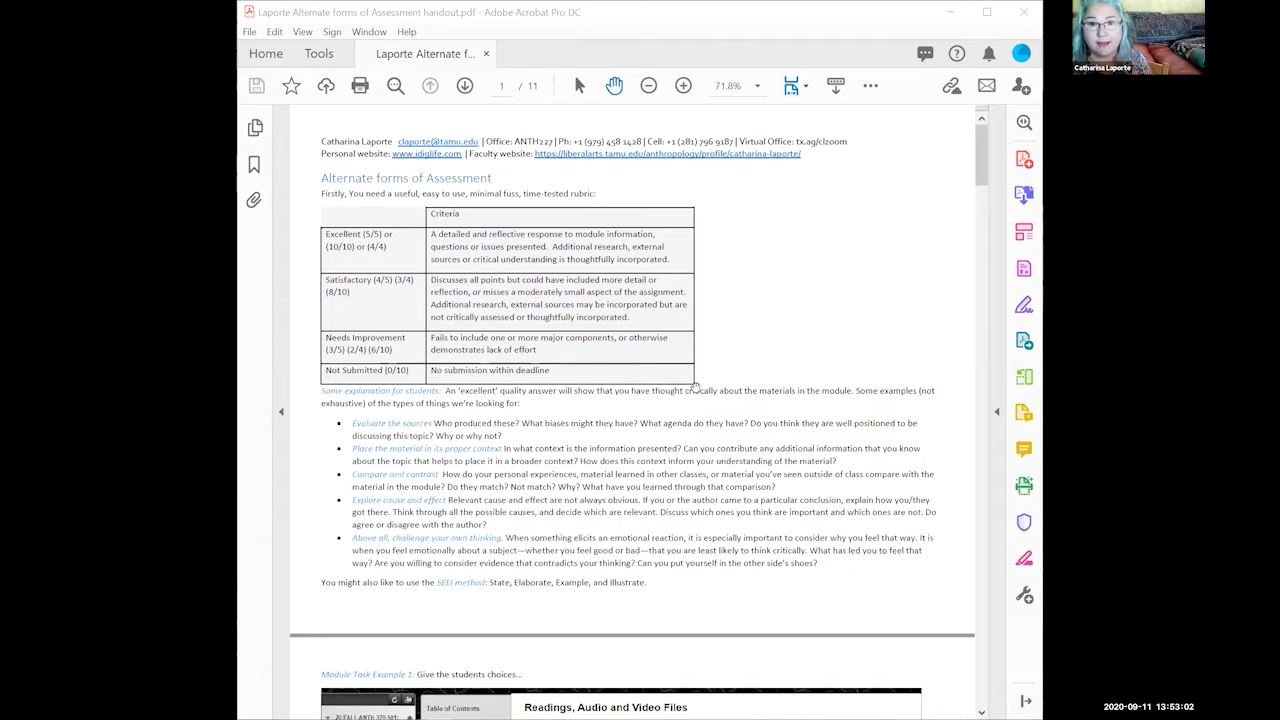 Laporte Alternate forms of Assessment handout.pdf - Adobe Acrobat Pro DC
File Edit View Sign Window Help
Home Tools Laporte Alternate f... ×
1 / 11 71.8%
Catharina Laporte
Catharina Laporte claporte@tamu.edu | Office: ANTH227 | Ph: +1 (979) 458 1428 | Cell: +1 (281) 796 9187 | Virtual Office: tx.ag/clzoom
Personal website: www.idiglife.com | Faculty website: https://liberalarts.tamu.edu/anthropology/profile/catharina-laporte/
Alternate forms of Assessment
Firstly, You need a useful, easy to use, minimal fuss, time-tested rubric:
Criteria
Excellent (5/5) or
(10/10) or (4/4)
A detailed and reflective response to module information,
questions or issues presented. Additional research, external
sources or critical understanding is thoughtfully incorporated.
Satisfactory (4/5) (3/4)
(8/10)
Discusses all points but could have included more detail or
reflection, or misses a moderately small aspect of the assignment.
Additional research, external sources may be incorporated but are
not critically assessed or thoughtfully incorporated.
Needs Improvement
(3/5) (2/4) (6/10)
Fails to include one or more major components, or otherwise
demonstrates lack of effort
Not Submitted (0/10)
No submission within deadline
Some explanation for students: An 'excellent' quality answer will show that you have thought critically about the materials in the module. Some examples (not
exhaustive) of the types of things we're looking for:
• Evaluate the sources Who produced these? What biases might they have? What agenda do they have? Do you think they are well positioned to be
discussing this topic? Why or why not?
• Place the material in its proper context In what context is the information presented? Can you contribute any additional information that you know
about the topic that helps to place it in a broader context? How does this context inform your understanding of the material?
• Compare and contrast How do your personal experiences, material learned in other classes, or material you've seen outside of class compare with the
material in the module? Do they match? Not match? Why? What have you learned through that comparison?
• Explore cause and effect Relevant cause and effect are not always obvious. If you or the author came to a particular conclusion, explain how you/they
got there. Think through all the possible causes, and decide which are relevant. Discuss which ones you think are important and which ones are not. Do
agree or disagree with the author?
• Above all, challenge your own thinking. When something elicits an emotional reaction, it is especially important to consider why you feel that way. It is
when you feel emotionally about a subject—whether you feel good or bad—that you are least likely to think critically. What has led you to feel that
way? Are you willing to consider evidence that contradicts your thinking? Can you put yourself in the other side's shoes?
You might also like to use the SEEI method: State, Elaborate, Example, and Illustrate.
Module Task Example 1: Give the students choices...
20 FALL ANTH 370 501:
Table of Contents
Readings, Audio and Video Files
2020-09-11 13:53:02